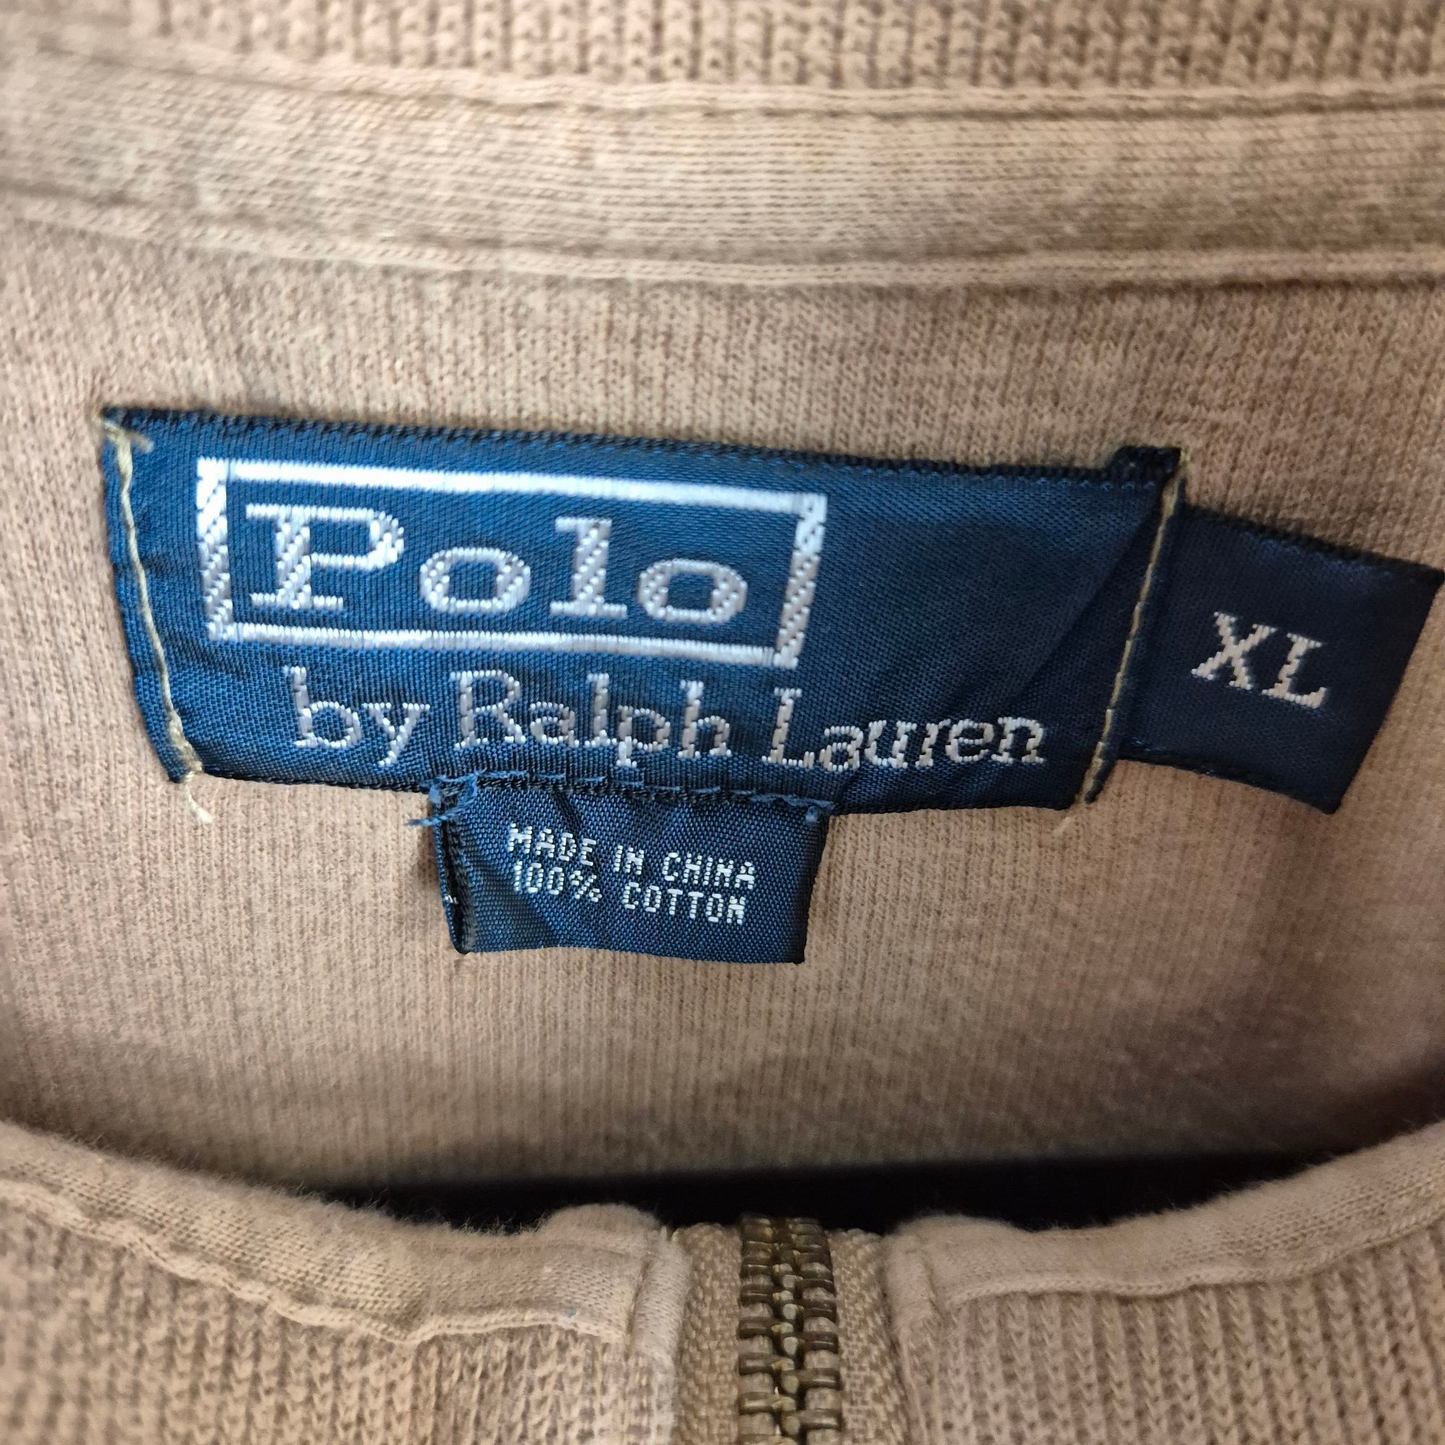 Polo
by Ralph Lauren
XL
MADE IN CHINA
100% COTTON